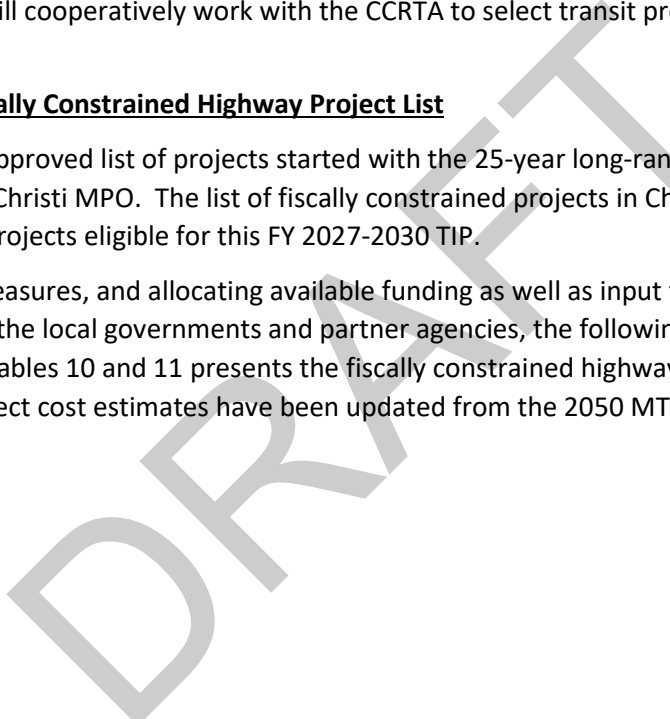 ill cooperatively work with the CCRTA to select transit pr
ally Constrained Highway Project List
pproved list of projects started with the 25-year long-ran
Christi MPO. The list of fiscally constrained projects in Ch
rojects eligible for this FY 2027-2030 TIP.
easures, and allocating available funding as well as input
the local governments and partner agencies, the followin
ables 10 and 11 presents the fiscally constrained highway
ect cost estimates have been updated from the 2050 MT
DRAFT